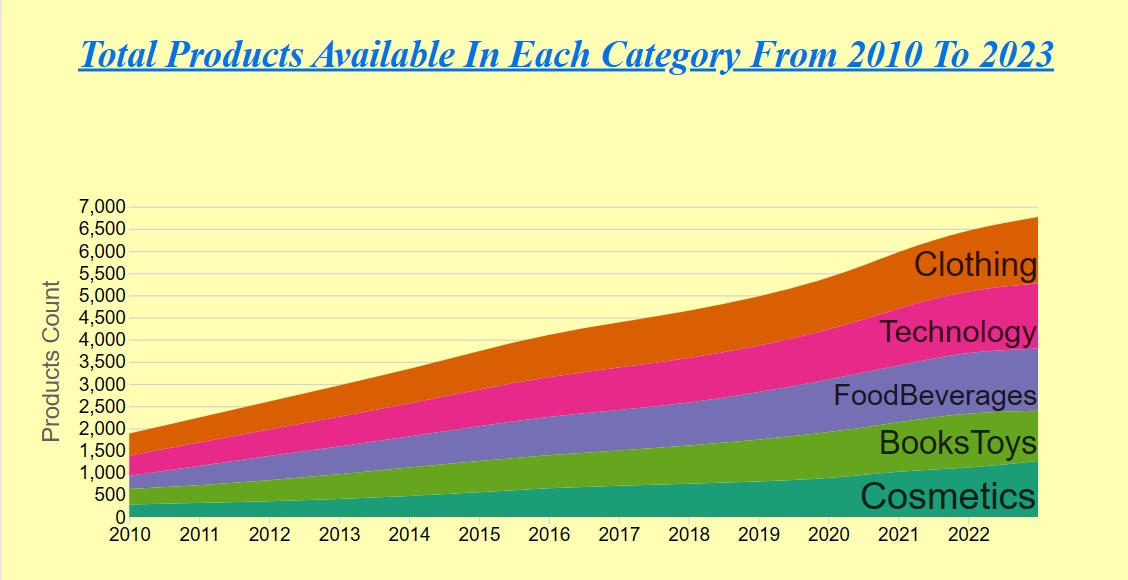 Total Products Available In Each Category From 2010 To 2023
Products Count
7,000
6,500
6,000
5,500
5,000
4,500
4,000
3,500
3,000
2,500
2,000
1,500
1,000
500
0
Clothing
Technology
FoodBeverages
BooksToys
Cosmetics
2010 2011 2012 2013 2014 2015 2016 2017 2018 2019 2020 2021 2022